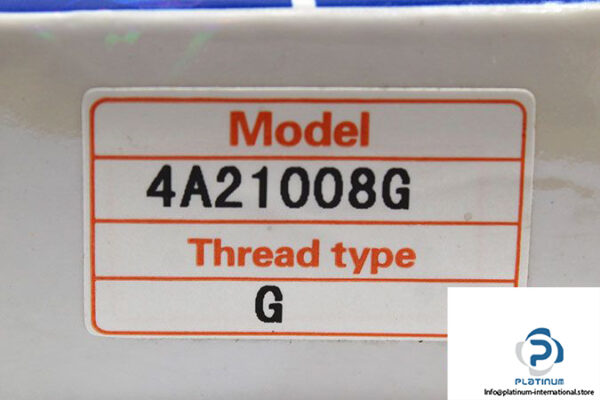 Model
4A21008G
Thread type
G
PLATINUM
Info@platinum-international.store